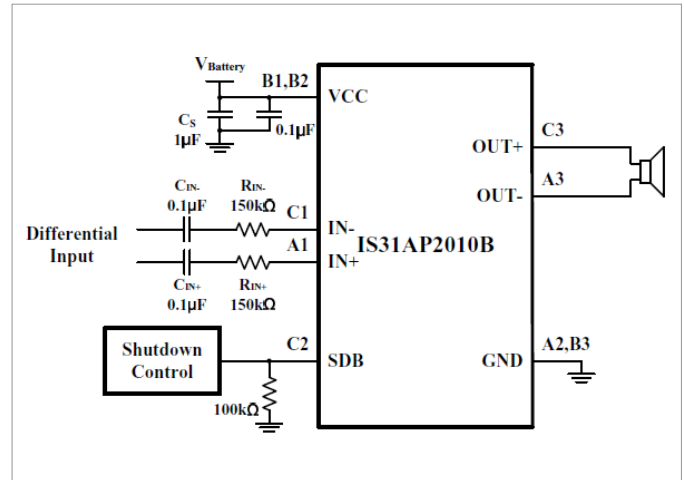 VBattery
B1,B2
VCC
CS
1µF
0.1µF
C3
OUT+
A3
OUT-
CIN-
0.1µF
RIN-
150kΩ
C1
IN-
Differential
Input
A1
IN+
IS31AP2010B
CIN+
0.1µF
RIN+
150kΩ
Shutdown
Control
C2
SDB
A2,B3
GND
100kΩ